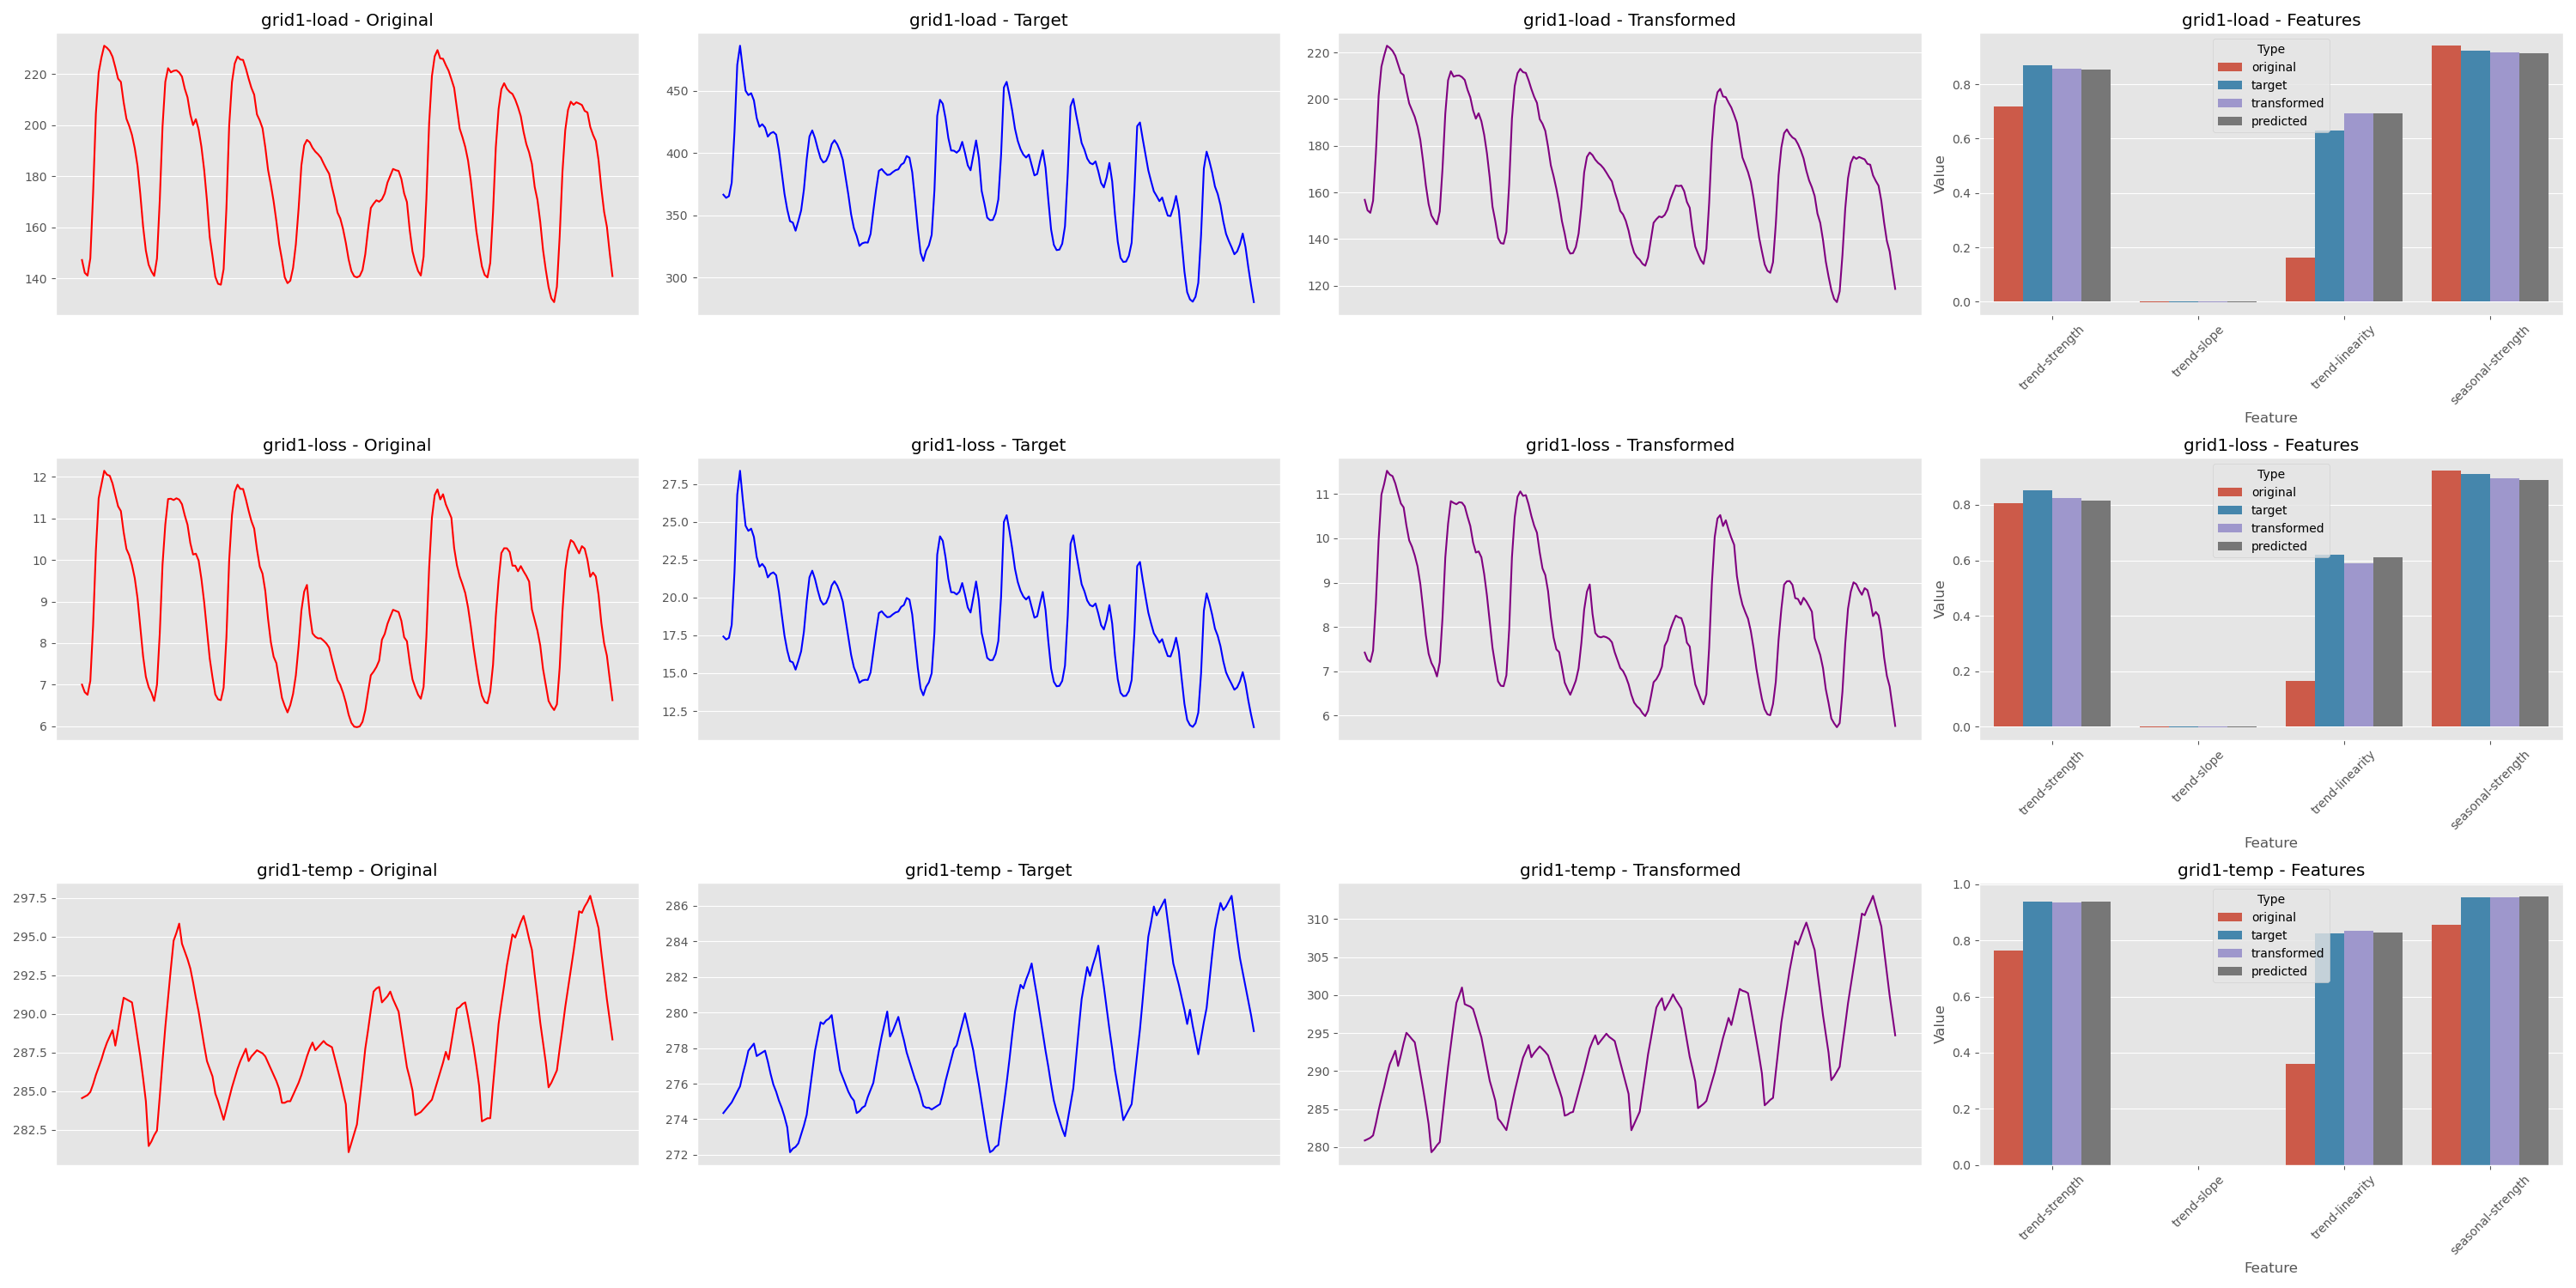 grid1-load - Original
220
200
180
160
140
grid1-load - Target
450
400
350
300
grid1-load - Transformed
220
200
180
160
140
120
grid1-load - Features
Type
original
target
transformed
predicted
Value
0.8
0.6
0.4
0.2
0.0
trend-strength
trend-slope
trend-linearity
seasonal-strength
Feature
grid1-loss - Original
12
11
10
9
8
7
6
grid1-loss - Target
27.5
25.0
22.5
20.0
17.5
15.0
12.5
grid1-loss - Transformed
11
10
9
8
7
6
grid1-loss - Features
Type
original
target
transformed
predicted
Value
0.8
0.6
0.4
0.2
0.0
trend-strength
trend-slope
trend-linearity
seasonal-strength
Feature
grid1-temp - Original
297.5
295.0
292.5
290.0
287.5
285.0
282.5
grid1-temp - Target
286
284
282
280
278
276
274
272
grid1-temp - Transformed
310
305
300
295
290
285
280
grid1-temp - Features
Type
original
target
transformed
predicted
Value
1.0
0.8
0.6
0.4
0.2
0.0
trend-strength
trend-slope
trend-linearity
seasonal-strength
Feature